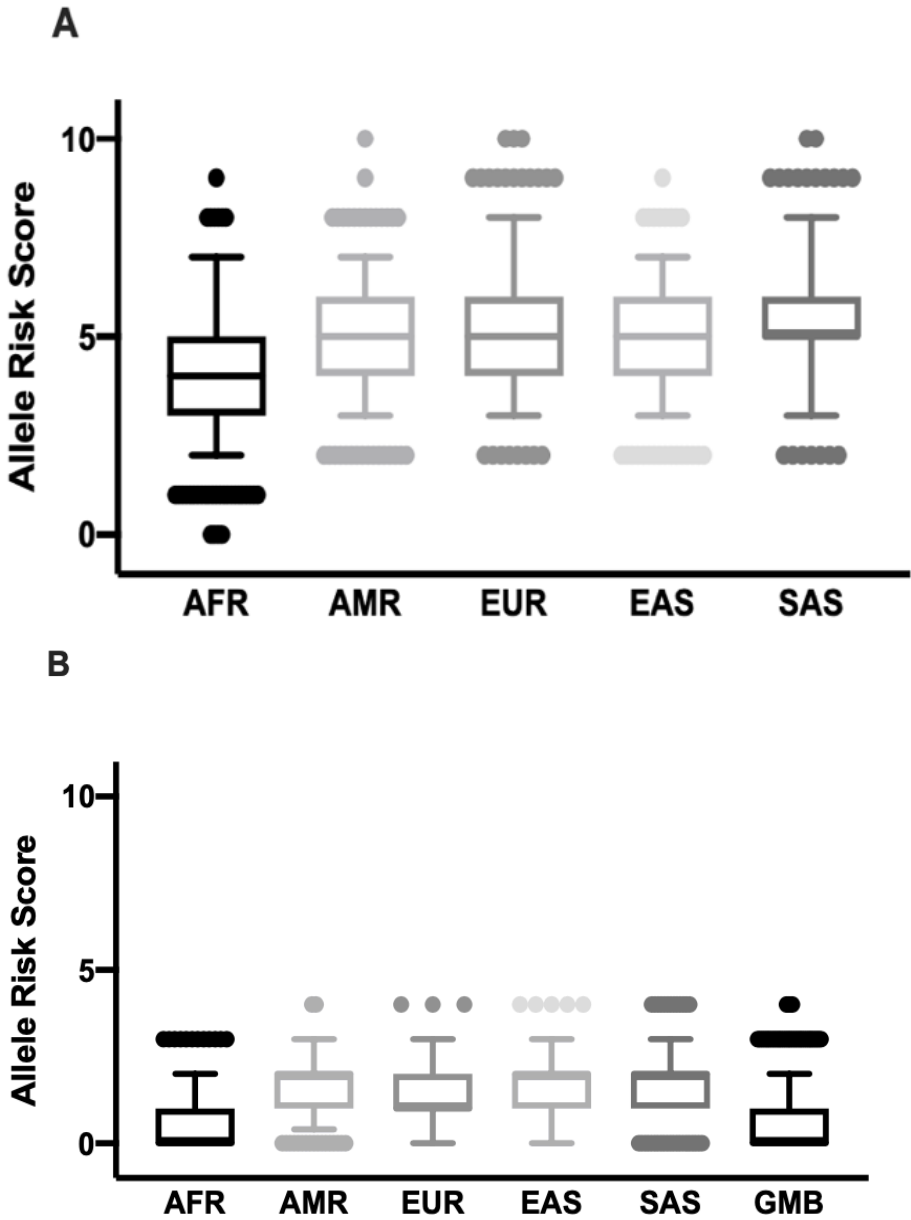 A
Allele Risk Score
10
5
0
AFR AMR EUR EAS SAS
B
Allele Risk Score
10
5
0
AFR AMR EUR EAS SAS GMB